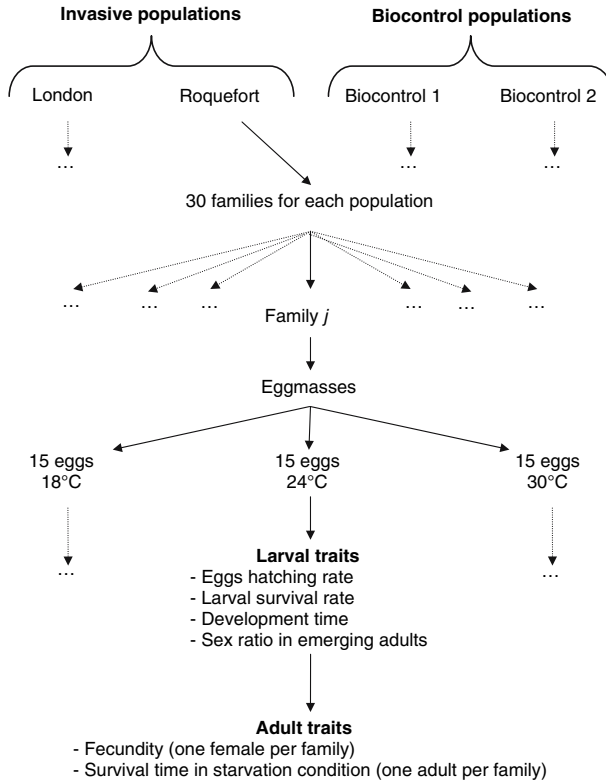 Invasive populations Biocontrol populations
London Roquefort Biocontrol 1 Biocontrol 2
... ... ...
30 families for each population
... ... ... ... ... ...
Family j
Eggmasses
15 eggs 15 eggs 15 eggs
18°C 24°C 30°C
... ...
Larval traits
- Eggs hatching rate
- Larval survival rate
- Development time
- Sex ratio in emerging adults
Adult traits
- Fecundity (one female per family)
- Survival time in starvation condition (one adult per family)